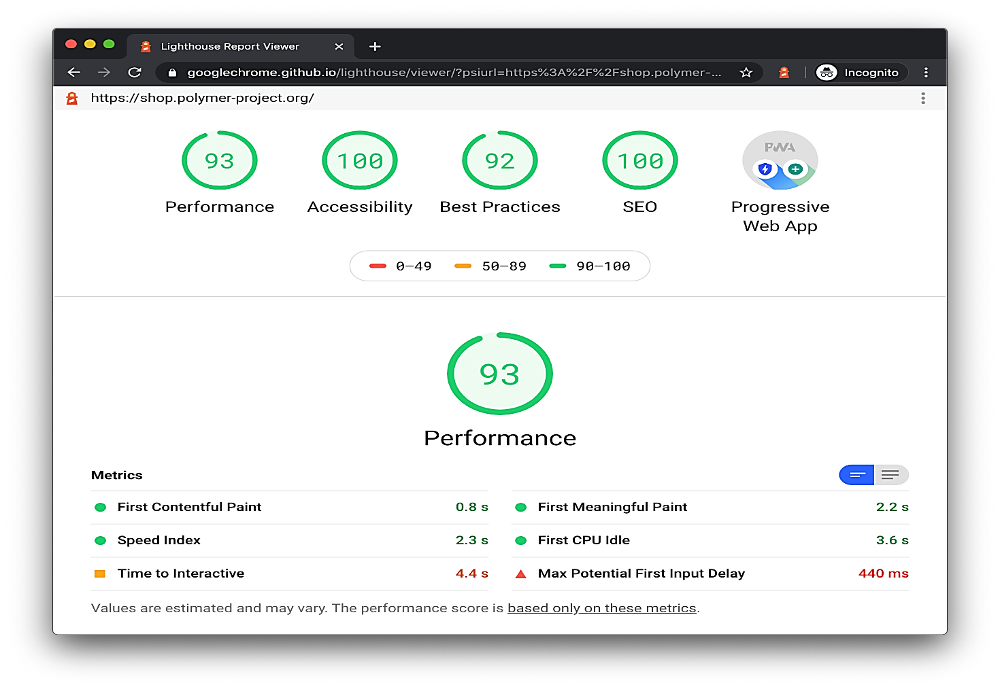 Lighthouse Report Viewer
googlechrome.github.io/lighthouse/viewer/?psiurl=https%3A%2F%2Fshop.polymer-...
Incognito
https://shop.polymer-project.org/
93 100 92 100 PWA
Performance Accessibility Best Practices SEO Progressive Web App
0–49 50–89 90–100
93
Performance
Metrics
First Contentful Paint 0.8 s First Meaningful Paint 2.2 s
Speed Index 2.3 s First CPU Idle 3.6 s
Time to Interactive 4.4 s Max Potential First Input Delay 440 ms
Values are estimated and may vary. The performance score is based only on these metrics.